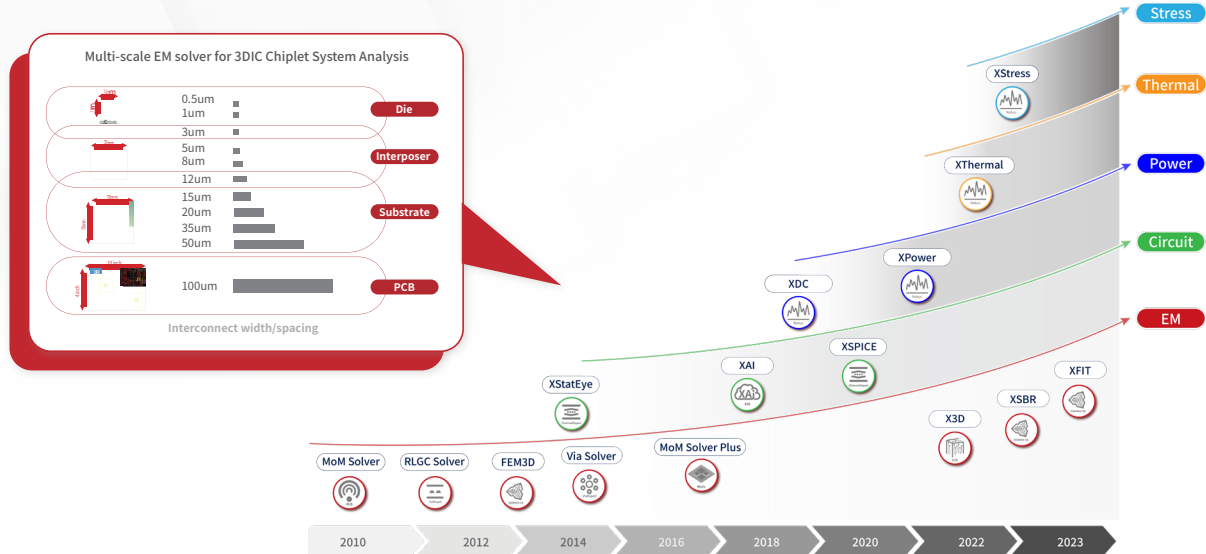 Multi-scale EM solver for 3DIC Chiplet System Analysis
0.5um
1um
Die
3um
5um
8um
Interposer
12um
15um
20um
Substrate
35um
50um
100um
PCB
4 inch
Interconnect width/spacing
Stress
Thermal
Power
Circuit
EM
XStress
XThermal
XPower
XDC
XSPICE
XAI
XAi
XStatEye
XFIT
XSBR
X3D
MoM Solver
RLGC Solver
FEM3D
Via Solver
MoM Solver Plus
2010
2012
2014
2016
2018
2020
2022
2023